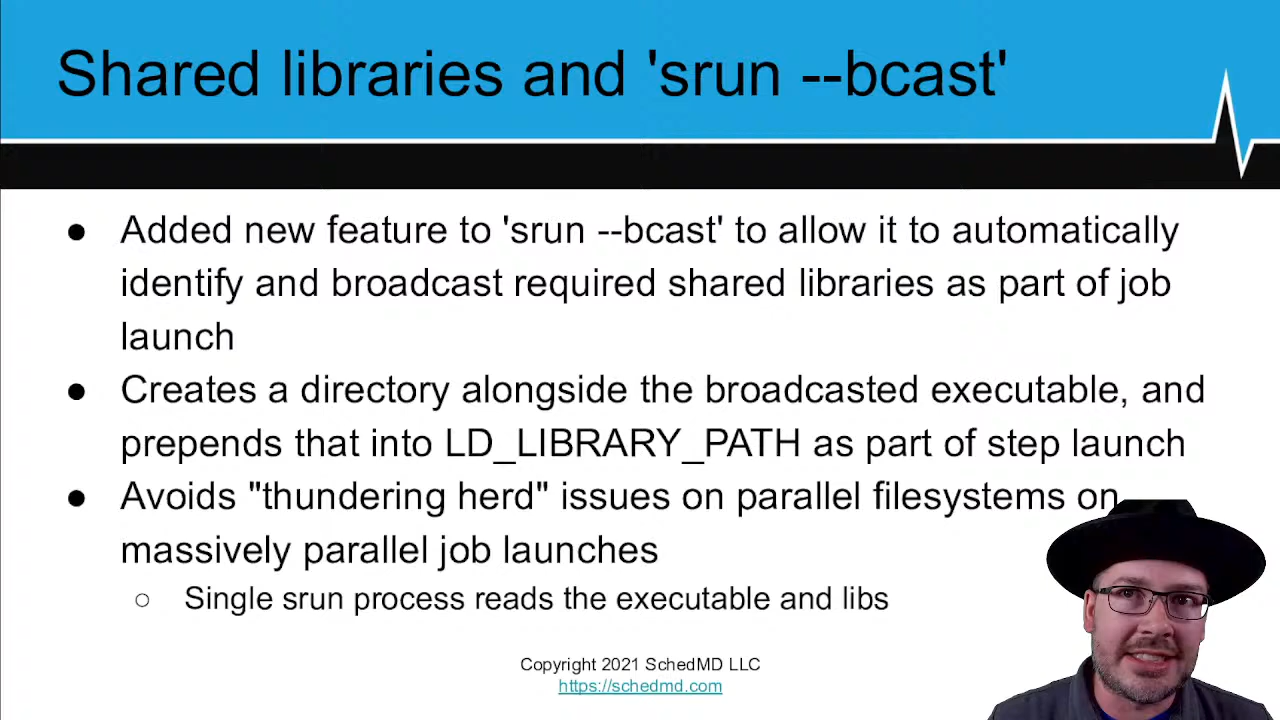 Shared libraries and 'srun --bcast'
● Added new feature to 'srun --bcast' to allow it to automatically
identify and broadcast required shared libraries as part of job
launch
● Creates a directory alongside the broadcasted executable, and
prepends that into LD_LIBRARY_PATH as part of step launch
● Avoids "thundering herd" issues on parallel filesystems on
massively parallel job launches
○ Single srun process reads the executable and libs
Copyright 2021 SchedMD LLC
https://schedmd.com